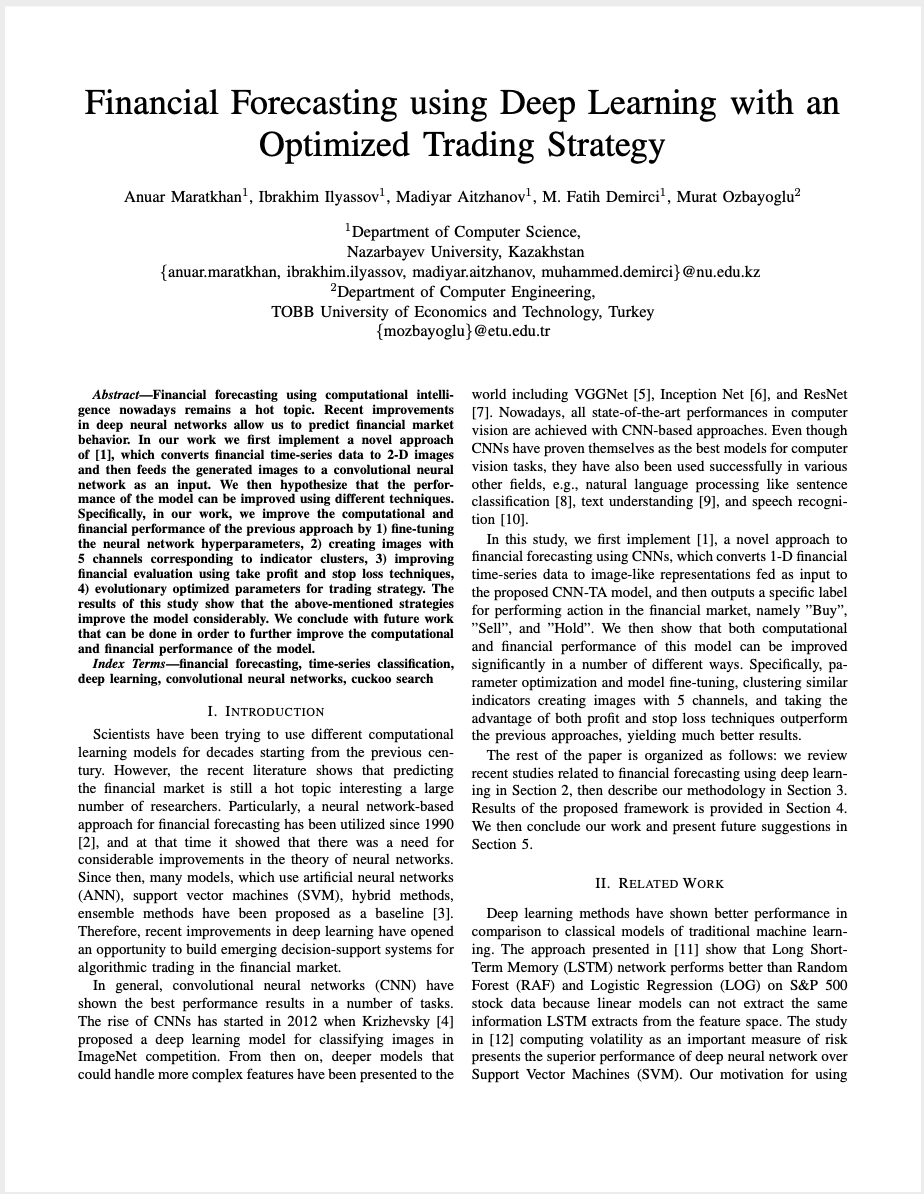 Financial Forecasting using Deep Learning with an
Optimized Trading Strategy
Anuar Maratkhan1, Ibrakhim Ilyassov1, Madiyar Aitzhanov1, M. Fatih Demirci1, Murat Ozbayoglu2
1Department of Computer Science,
Nazarbayev University, Kazakhstan
{anuar.maratkhan, ibrakhim.ilyassov, madiyar.aitzhanov, muhammed.demirci}@nu.edu.kz
2Department of Computer Engineering,
TOBB University of Economics and Technology, Turkey
{mozbayoglu}@etu.edu.tr
Abstract—Financial forecasting using computational intelli-
gence nowadays remains a hot topic. Recent improvements
in deep neural networks allow us to predict financial market
behavior. In our work we first implement a novel approach
of [1], which converts financial time-series data to 2-D images
and then feeds the generated images to a convolutional neural
network as an input. We then hypothesize that the perfor-
mance of the model can be improved using different techniques.
Specifically, in our work, we improve the computational and
financial performance of the previous approach by 1) fine-tuning
the neural network hyperparameters, 2) creating images with
5 channels corresponding to indicator clusters, 3) improving
financial evaluation using take profit and stop loss techniques,
4) evolutionary optimized parameters for trading strategy. The
results of this study show that the above-mentioned strategies
improve the model considerably. We conclude with future work
that can be done in order to further improve the computational
and financial performance of the model.
Index Terms—financial forecasting, time-series classification,
deep learning, convolutional neural networks, cuckoo search
I. INTRODUCTION
Scientists have been trying to use different computational
learning models for decades starting from the previous cen-
tury. However, the recent literature shows that predicting
the financial market is still a hot topic interesting a large
number of researchers. Particularly, a neural network-based
approach for financial forecasting has been utilized since 1990
[2], and at that time it showed that there was a need for
considerable improvements in the theory of neural networks.
Since then, many models, which use artificial neural networks
(ANN), support vector machines (SVM), hybrid methods,
ensemble methods have been proposed as a baseline [3].
Therefore, recent improvements in deep learning have opened
an opportunity to build emerging decision-support systems for
algorithmic trading in the financial market.
In general, convolutional neural networks (CNN) have
shown the best performance results in a number of tasks.
The rise of CNNs has started in 2012 when Krizhevsky [4]
proposed a deep learning model for classifying images in
ImageNet competition. From then on, deeper models that
could handle more complex features have been presented to the
world including VGGNet [5], Inception Net [6], and ResNet
[7]. Nowadays, all state-of-the-art performances in computer
vision are achieved with CNN-based approaches. Even though
CNNs have proven themselves as the best models for computer
vision tasks, they have also been used successfully in various
other fields, e.g., natural language processing like sentence
classification [8], text understanding [9], and speech recogni-
tion [10].
In this study, we first implement [1], a novel approach to
financial forecasting using CNNs, which converts 1-D financial
time-series data to image-like representations fed as input to
the proposed CNN-TA model, and then outputs a specific label
for performing action in the financial market, namely ”Buy”,
”Sell”, and ”Hold”. We then show that both computational
and financial performance of this model can be improved
significantly in a number of different ways. Specifically, pa-
rameter optimization and model fine-tuning, clustering similar
indicators creating images with 5 channels, and taking the
advantage of both profit and stop loss techniques outperform
the previous approaches, yielding much better results.
The rest of the paper is organized as follows: we review
recent studies related to financial forecasting using deep learn-
ing in Section 2, then describe our methodology in Section 3.
Results of the proposed framework is provided in Section 4.
We then conclude our work and present future suggestions in
Section 5.
II. RELATED WORK
Deep learning methods have shown better performance in
comparison to classical models of traditional machine learn-
ing. The approach presented in [11] show that Long Short-
Term Memory (LSTM) network performs better than Random
Forest (RAF) and Logistic Regression (LOG) on S&P 500
stock data because linear models can not extract the same
information LSTM extracts from the feature space. The study
in [12] computing volatility as an important measure of risk
presents the superior performance of deep neural network over
Support Vector Machines (SVM). Our motivation for using